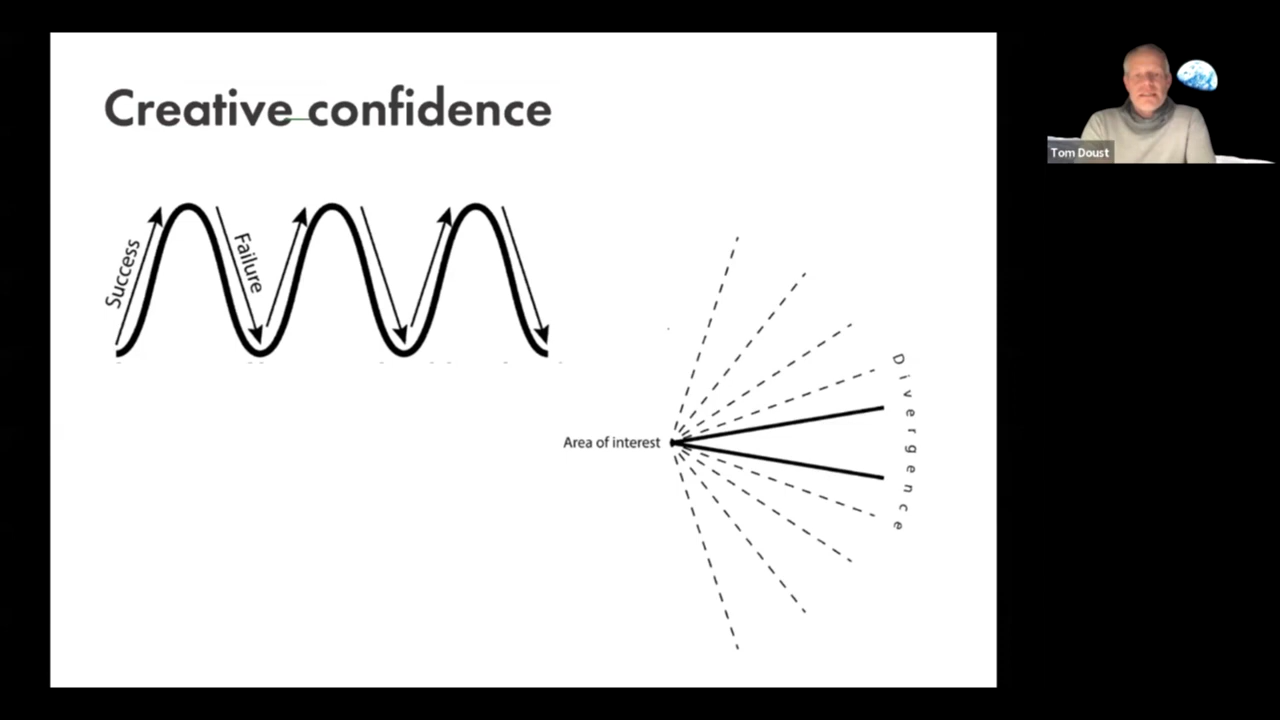 Creative confidence
Success
Failure
Area of interest
Divergence
Tom Doust